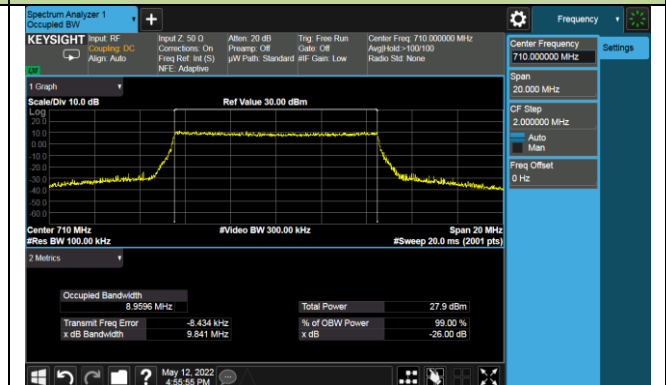 Spectrum Analyzer 1
Occupied BW
+
Frequency
KEYSIGHT
Input: RF
Coupling: DC
Align: Auto
Input Z: 50 Ω
Corrections: On
Freq Ref: Int (S)
NFE: Adaptive
Atten: 20 dB
Preamp: Off
µW Path: Standard
Trig: Free Run
Gate: Off
#IF Gain: Low
Center Freq: 710.000000 MHz
Avg|Hold:>100/100
Radio Std: None
Center Frequency
710.000000 MHz
Settings
Span
20.000 MHz
CF Step
2.000000 MHz
Auto
Man
Freq Offset
0 Hz
1 Graph
Scale/Div 10.0 dB
Ref Value 30.00 dBm
Log
20.0
10.0
0.00
-10.0
-20.0
-30.0
-40.0
-50.0
-60.0
Center 710 MHz
#Video BW 300.00 kHz
Span 20 MHz
#Res BW 100.00 kHz
#Sweep 20.0 ms (2001 pts)
2 Metrics
Occupied Bandwidth
8.9596 MHz
Total Power
27.9 dBm
Transmit Freq Error
-8.434 kHz
% of OBW Power
99.00 %
x dB Bandwidth
9.841 MHz
x dB
-26.00 dB
?
May 12, 2022
4:55:55 PM